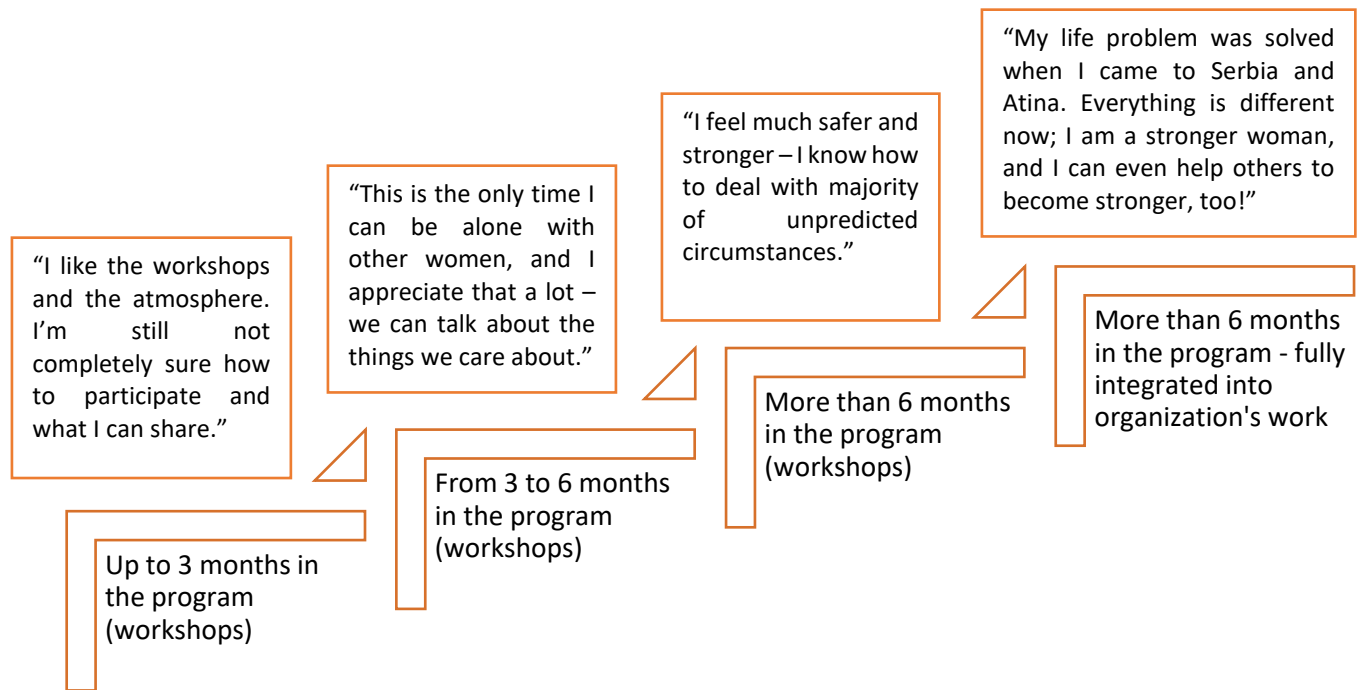 “I like the workshops
and the atmosphere.
I’m still not
completely sure how
to participate and
what I can share.”
Up to 3 months in
the program
(workshops)
“This is the only time I
can be alone with
other women, and I
appreciate that a lot –
we can talk about the
things we care about.”
From 3 to 6 months
in the program
(workshops)
“I feel much safer and
stronger – I know how
to deal with majority
of unpredicted
circumstances.”
More than 6 months
in the program
(workshops)
“My life problem was solved
when I came to Serbia and
Atina. Everything is different
now; I am a stronger woman,
and I can even help others to
become stronger, too!”
More than 6 months
in the program - fully
integrated into
organization's work